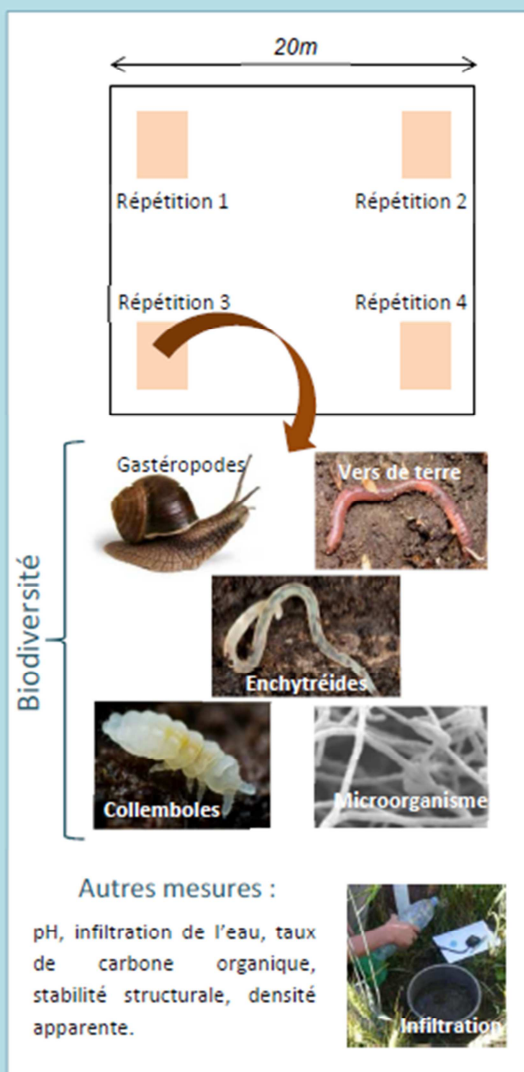 20m
Répétition 1
Répétition 2
Répétition 3
Répétition 4
Biodiversité
Gastéropodes
Vers de terre
Enchytréides
Collemboles
Microorganisme
Autres mesures :
pH, infiltration de l'eau, taux
de carbone organique,
stabilité structurale, densité
apparente.
Infiltration